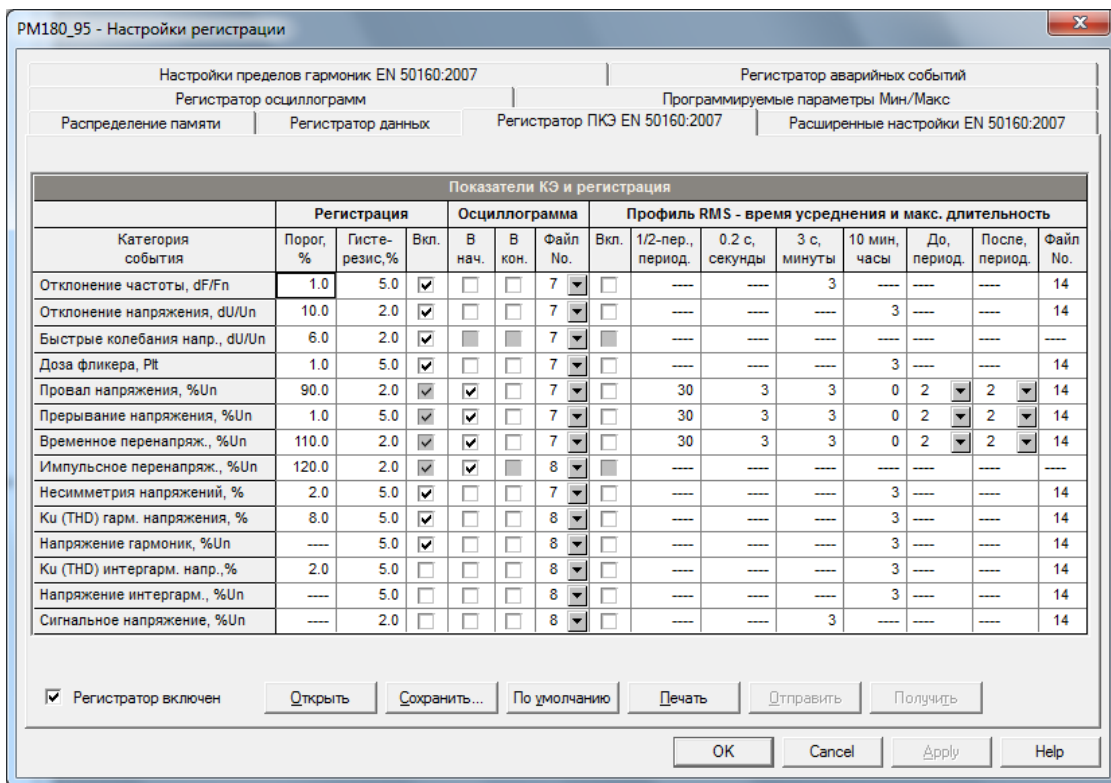 PM180_95 - Настройки регистрации
Настройки пределов гармоник EN 50160:2007 Регистратор аварийных событий
Регистратор осциллограмм Программируемые параметры Мин/Макс
Распределение памяти Регистратор данных Регистратор ПКЭ EN 50160:2007 Расширенные настройки EN 50160:2007
Показатели КЭ и регистрация
Регистрация Осциллограмма Профиль RMS - время усреднения и макс. длительность
Категория Порог, Гисте- Вкл. В В Файл Вкл. 1/2-пер., 0.2 с, 3 с, 10 мин, До, После, Файл
события % резис,% нач. кон. No. период. секунды минуты часы период. период. No.
Отклонение частоты, dF/Fn 1.0 5.0 7 ---- ---- 3 ---- ---- ---- 14
Отклонение напряжения, dU/Un 10.0 2.0 7 ---- ---- ---- 3 ---- ---- 14
Быстрые колебания напр., dU/Un 6.0 2.0 7 ---- ---- ---- ---- ---- ---- ----
Доза фликера, Plt 1.0 5.0 7 ---- ---- ---- 3 ---- ---- 14
Провал напряжения, %Un 90.0 2.0 7 30 3 3 0 2 2 14
Прерывание напряжения, %Un 1.0 5.0 7 30 3 3 0 2 2 14
Временное перенапряж., %Un 110.0 2.0 7 30 3 3 0 2 2 14
Импульсное перенапряж., %Un 120.0 2.0 8 ---- ---- ---- ---- ---- ---- ----
Несимметрия напряжений, % 2.0 5.0 7 ---- ---- ---- 3 ---- ---- 14
Ku (THD) гарм. напряжения, % 8.0 5.0 8 ---- ---- ---- 3 ---- ---- 14
Напряжение гармоник, %Un ---- 5.0 8 ---- ---- ---- 3 ---- ---- 14
Ku (THD) интергарм. напр.,% 2.0 5.0 8 ---- ---- ---- 3 ---- ---- 14
Напряжение интергарм., %Un ---- 5.0 8 ---- ---- ---- 3 ---- ---- 14
Сигнальное напряжение, %Un ---- 2.0 8 ---- ---- 3 ---- ---- ---- 14
Регистратор включен Открыть Сохранить... По умолчанию Печать Отправить Получить
OK Cancel Apply Help